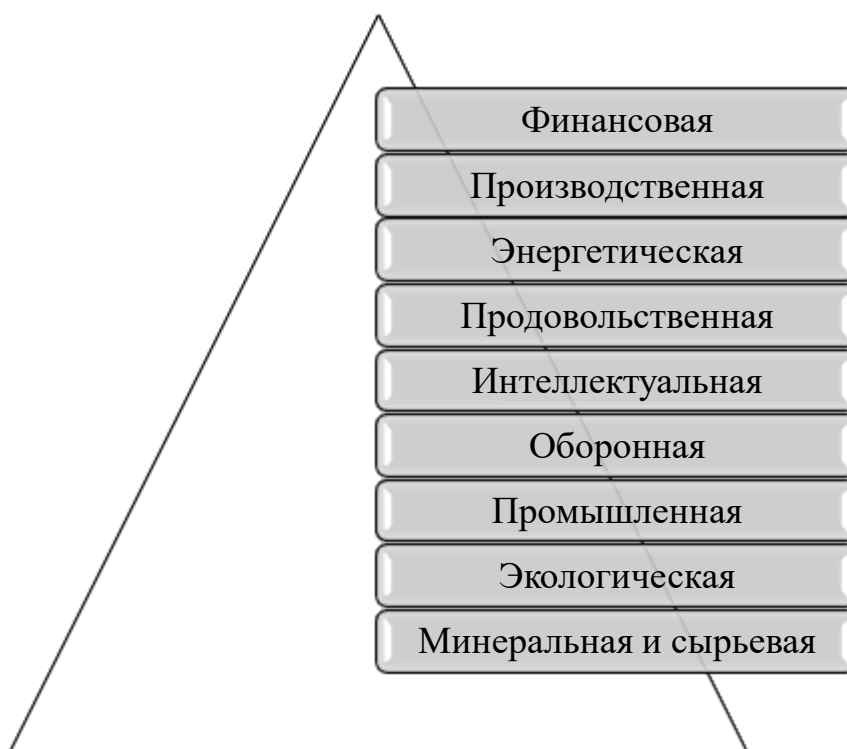 Финансовая
Производственная
Энергетическая
Продовольственная
Интеллектуальная
Оборонная
Промышленная
Экологическая
Минеральная и сырьевая